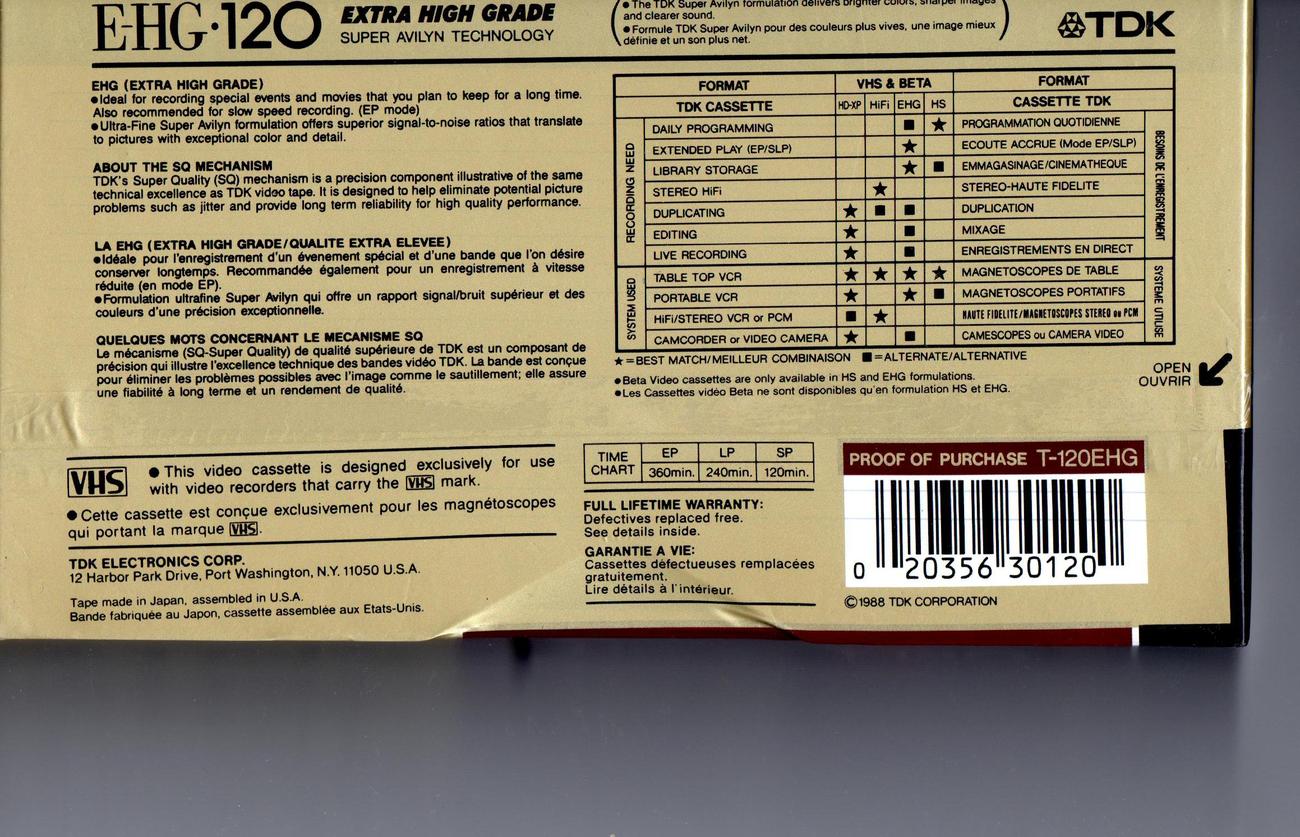 E-HG·120
EXTRA HIGH GRADE
SUPER AVILYN TECHNOLOGY
● The TDK Super Avilyn formulation delivers brighter colors, sharper images
and clearer sound.
● Formule TDK Super Avilyn pour des couleurs plus vives, une image mieux
définie et un son plus net.
TDK
EHG (EXTRA HIGH GRADE)
●Ideal for recording special events and movies that you plan to keep for a long time.
Also recommended for slow speed recording. (EP mode)
●Ultra-Fine Super Avilyn formulation offers superior signal-to-noise ratios that translate
to pictures with exceptional color and detail.
ABOUT THE SQ MECHANISM
TDK's Super Quality (SQ) mechanism is a precision component illustrative of the same
technical excellence as TDK video tape. It is designed to help eliminate potential picture
problems such as jitter and provide long term reliability for high quality performance.
LA EHG (EXTRA HIGH GRADE/QUALITE EXTRA ELEVEE)
●Idéale pour l'enregistrement d'un évenement spécial et d'une bande que l'on désire
conserver longtemps. Recommandée également pour un enregistrement à vitesse
réduite (en mode EP).
●Formulation ultrafine Super Avilyn qui offre un rapport signal/bruit supérieur et des
couleurs d'une précision exceptionnelle.
QUELQUES MOTS CONCERNANT LE MECANISME SQ
Le mécanisme (SQ-Super Quality) de qualité supérieure de TDK est un composant de
précision qui illustre l'excellence technique des bandes vidéo TDK. La bande est conçue
pour éliminer les problèmes possibles avec l'image comme le sautillement; elle assure
une fiabilité à long terme et un rendement de qualité.
FORMAT VHS & BETA FORMAT
TDK CASSETTE HD-XP HiFi EHG HS CASSETTE TDK
RECORDING NEED
DAILY PROGRAMMING ■ ★ PROGRAMMATION QUOTIDIENNE
EXTENDED PLAY (EP/SLP) ★ ECOUTE ACCRUE (Mode EP/SLP)
LIBRARY STORAGE ★ ■ EMMAGASINAGE/CINEMATHEQUE
STEREO HiFi ★ STEREO-HAUTE FIDELITE
DUPLICATING ★ ■ ■ DUPLICATION
EDITING ★ ■ MIXAGE
LIVE RECORDING ★ ■ ENREGISTREMENTS EN DIRECT
BESOINS DE L'ENREGISTREMENT
SYSTEM USED
TABLE TOP VCR ★ ★ ★ ★ MAGNETOSCOPES DE TABLE
PORTABLE VCR ★ ★ ■ MAGNETOSCOPES PORTATIFS
HiFi/STEREO VCR or PCM ■ ★ HAUTE FIDELITE/MAGNETOSCOPES STEREO ou PCM
CAMCORDER or VIDEO CAMERA ★ ■ CAMESCOPES ou CAMERA VIDEO
SYSTEME UTILISE
★=BEST MATCH/MEILLEUR COMBINAISON ■=ALTERNATE/ALTERNATIVE
●Beta Video cassettes are only available in HS and EHG formulations.
●Les Cassettes vidéo Beta ne sont disponibles qu'en formulation HS et EHG.
OPEN
OUVRIR
VHS
●This video cassette is designed exclusively for use
with video recorders that carry the VHS mark.
●Cette cassette est conçue exclusivement pour les magnétoscopes
qui portant la marque VHS.
TDK ELECTRONICS CORP.
12 Harbor Park Drive, Port Washington, N.Y. 11050 U.S.A.
Tape made in Japan, assembled in U.S.A.
Bande fabriquée au Japon, cassette assemblée aux Etats-Unis.
TIME CHART EP LP SP
360min. 240min. 120min.
FULL LIFETIME WARRANTY:
Defectives replaced free.
See details inside.
GARANTIE A VIE:
Cassettes défectueuses remplacées
gratuitement.
Lire détails à l'intérieur.
PROOF OF PURCHASE T-120EHG
0 20356 30120
©1988 TDK CORPORATION